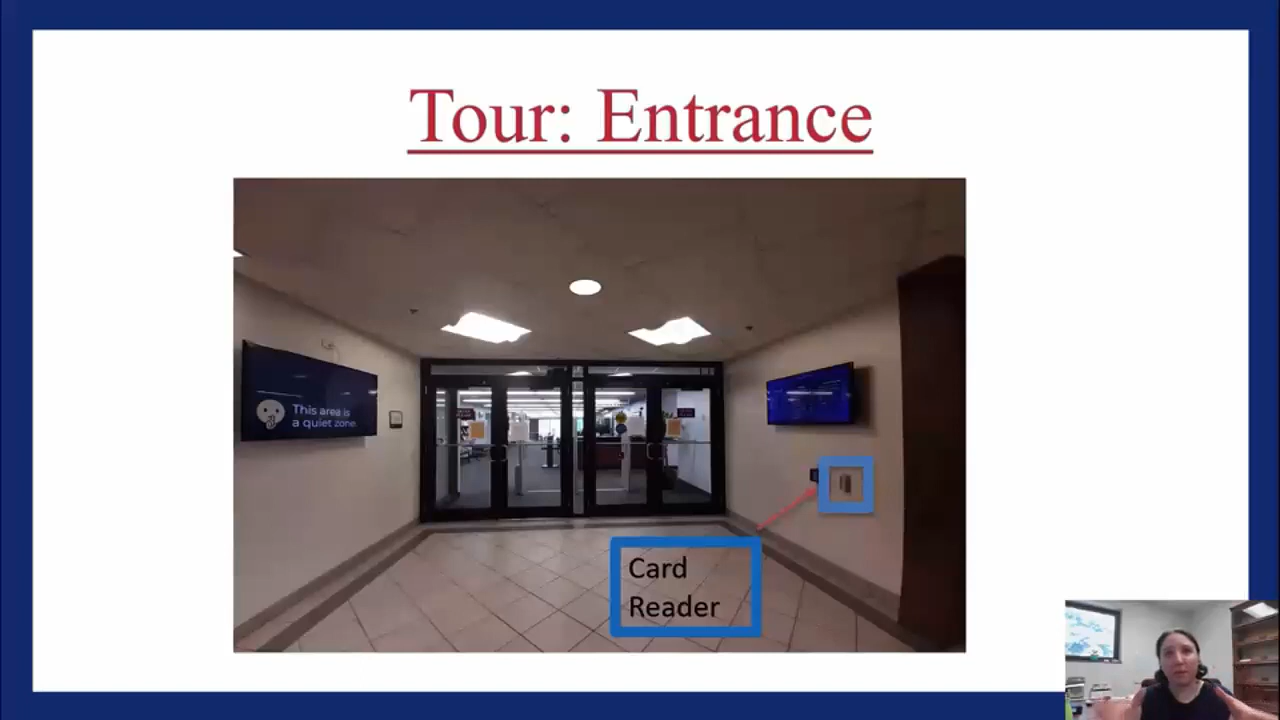 Tour: Entrance
This area is
a quiet zone.
Card
Reader